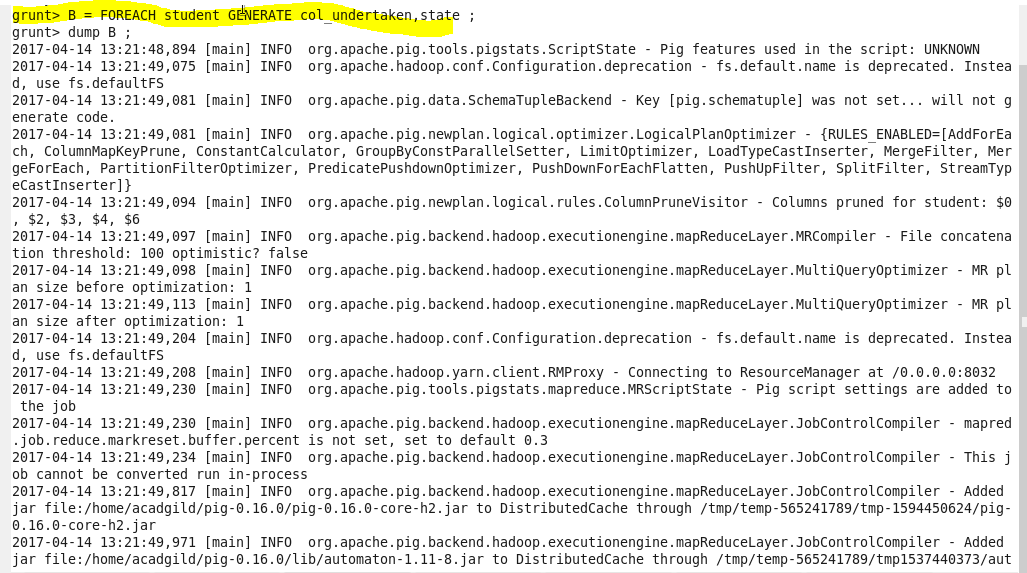 grunt> B = FOREACH student GENERATE col_undertaken,state ;
grunt> dump B ;
2017-04-14 13:21:48,894 [main] INFO  org.apache.pig.tools.pigstats.ScriptState - Pig features used in the script: UNKNOWN
2017-04-14 13:21:49,075 [main] INFO  org.apache.hadoop.conf.Configuration.deprecation - fs.default.name is deprecated. Instea
d, use fs.defaultFS
2017-04-14 13:21:49,081 [main] INFO  org.apache.pig.data.SchemaTupleBackend - Key [pig.schematuple] was not set... will not g
enerate code.
2017-04-14 13:21:49,081 [main] INFO  org.apache.pig.newplan.logical.optimizer.LogicalPlanOptimizer - {RULES_ENABLED=[AddForEa
ch, ColumnMapKeyPrune, ConstantCalculator, GroupByConstParallelSetter, LimitOptimizer, LoadTypeCastInserter, MergeFilter, Mer
geForEach, PartitionFilterOptimizer, PredicatePushdownOptimizer, PushDownForEachFlatten, PushUpFilter, SplitFilter, StreamTyp
eCastInserter]}
2017-04-14 13:21:49,094 [main] INFO  org.apache.pig.newplan.logical.rules.ColumnPruneVisitor - Columns pruned for student: $0
, $2, $3, $4, $6
2017-04-14 13:21:49,097 [main] INFO  org.apache.pig.backend.hadoop.executionengine.mapReduceLayer.MRCompiler - File concatena
tion threshold: 100 optimistic? false
2017-04-14 13:21:49,098 [main] INFO  org.apache.pig.backend.hadoop.executionengine.mapReduceLayer.MultiQueryOptimizer - MR pl
an size before optimization: 1
2017-04-14 13:21:49,113 [main] INFO  org.apache.pig.backend.hadoop.executionengine.mapReduceLayer.MultiQueryOptimizer - MR pl
an size after optimization: 1
2017-04-14 13:21:49,204 [main] INFO  org.apache.hadoop.conf.Configuration.deprecation - fs.default.name is deprecated. Instea
d, use fs.defaultFS
2017-04-14 13:21:49,208 [main] INFO  org.apache.hadoop.yarn.client.RMProxy - Connecting to ResourceManager at /0.0.0.0:8032
2017-04-14 13:21:49,230 [main] INFO  org.apache.pig.tools.pigstats.mapreduce.MRScriptState - Pig script settings are added to
 the job
2017-04-14 13:21:49,230 [main] INFO  org.apache.pig.backend.hadoop.executionengine.mapReduceLayer.JobControlCompiler - mapred
.job.reduce.markreset.buffer.percent is not set, set to default 0.3
2017-04-14 13:21:49,234 [main] INFO  org.apache.pig.backend.hadoop.executionengine.mapReduceLayer.JobControlCompiler - This j
ob cannot be converted run in-process
2017-04-14 13:21:49,817 [main] INFO  org.apache.pig.backend.hadoop.executionengine.mapReduceLayer.JobControlCompiler - Added
jar file:/home/acadgild/pig-0.16.0/pig-0.16.0-core-h2.jar to DistributedCache through /tmp/temp-565241789/tmp-1594450624/pig-
0.16.0-core-h2.jar
2017-04-14 13:21:49,971 [main] INFO  org.apache.pig.backend.hadoop.executionengine.mapReduceLayer.JobControlCompiler - Added
jar file:/home/acadgild/pig-0.16.0/lib/automaton-1.11-8.jar to DistributedCache through /tmp/temp-565241789/tmp1537440373/aut